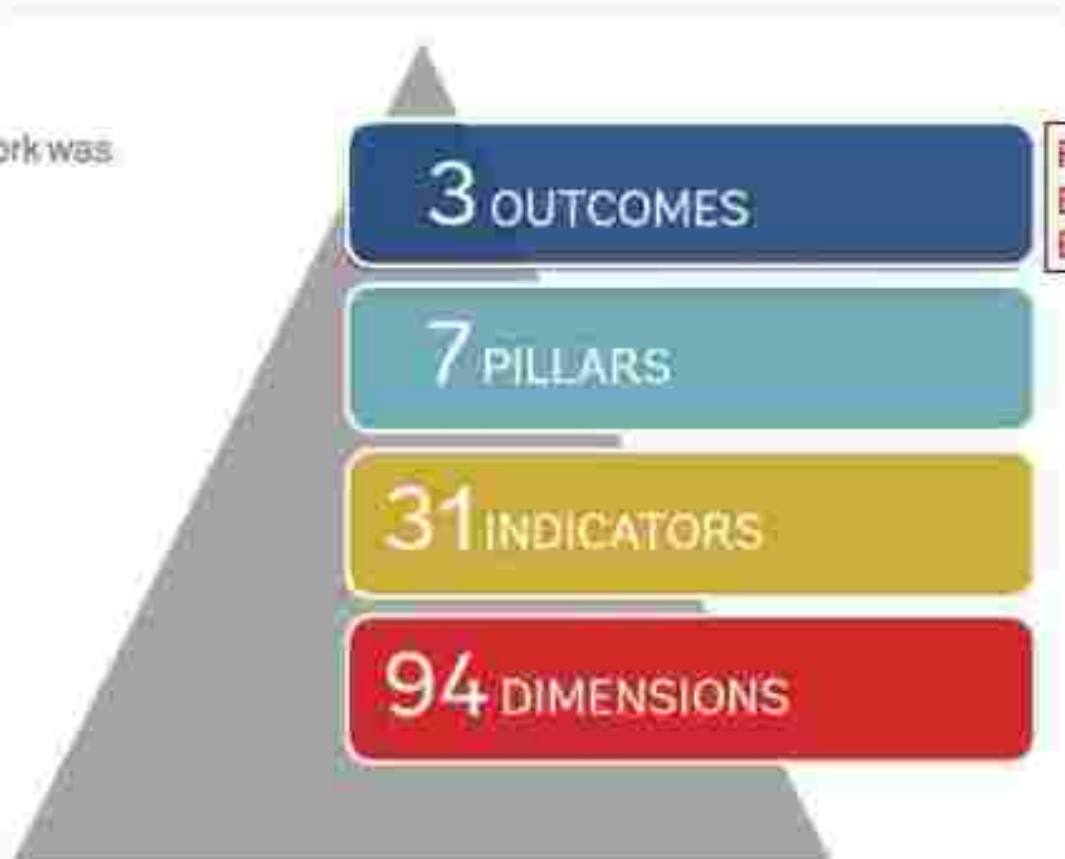 ork was
3 OUTCOMES
7 PILLARS
31 INDICATORS
94 DIMENSIONS